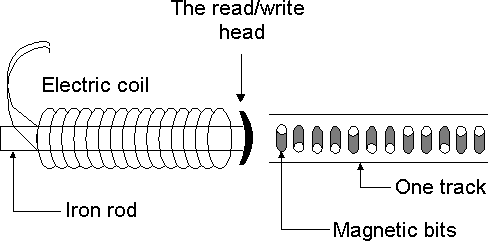 The read/write
head
Electric coil
One track
Iron rod
Magnetic bits